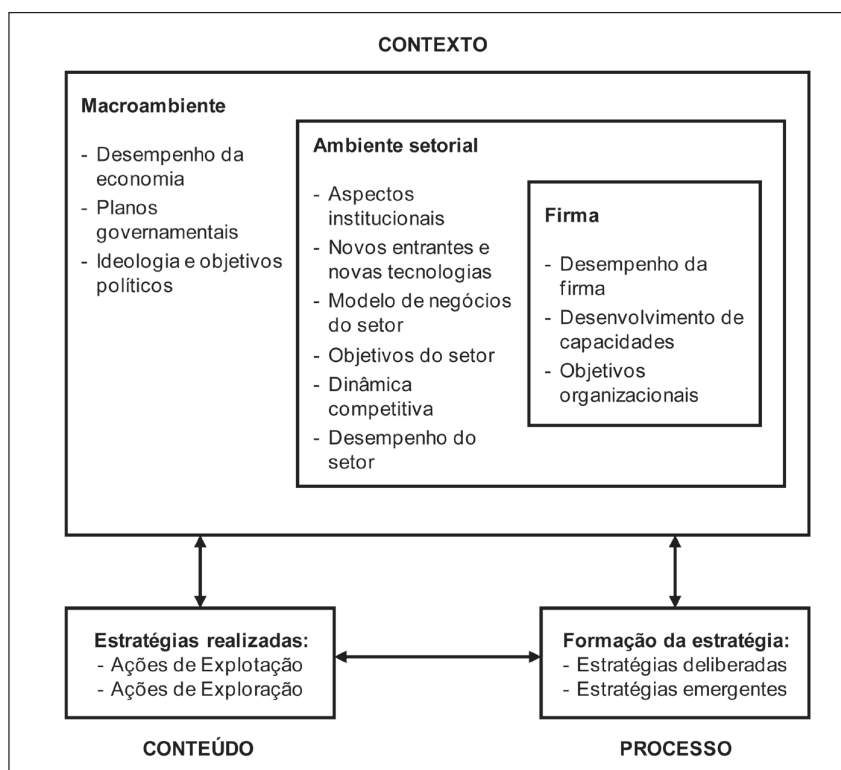 CONTEXTO
Macroambiente
- Desempenho da
economia
- Planos
governamentais
- Ideologia e objetivos
políticos
Ambiente setorial
- Aspectos
institucionais
- Novos entrantes e
novas tecnologias
- Modelo de negócios
do setor
- Objetivos do setor
- Dinâmica
competitiva
- Desempenho do
setor
Firma
- Desempenho da
firma
- Desenvolvimento de
capacidades
- Objetivos
organizacionais
Estratégias realizadas:
- Ações de Explotação
- Ações de Exploração
Formação da estratégia:
- Estratégias deliberadas
- Estratégias emergentes
CONTEÚDO
PROCESSO